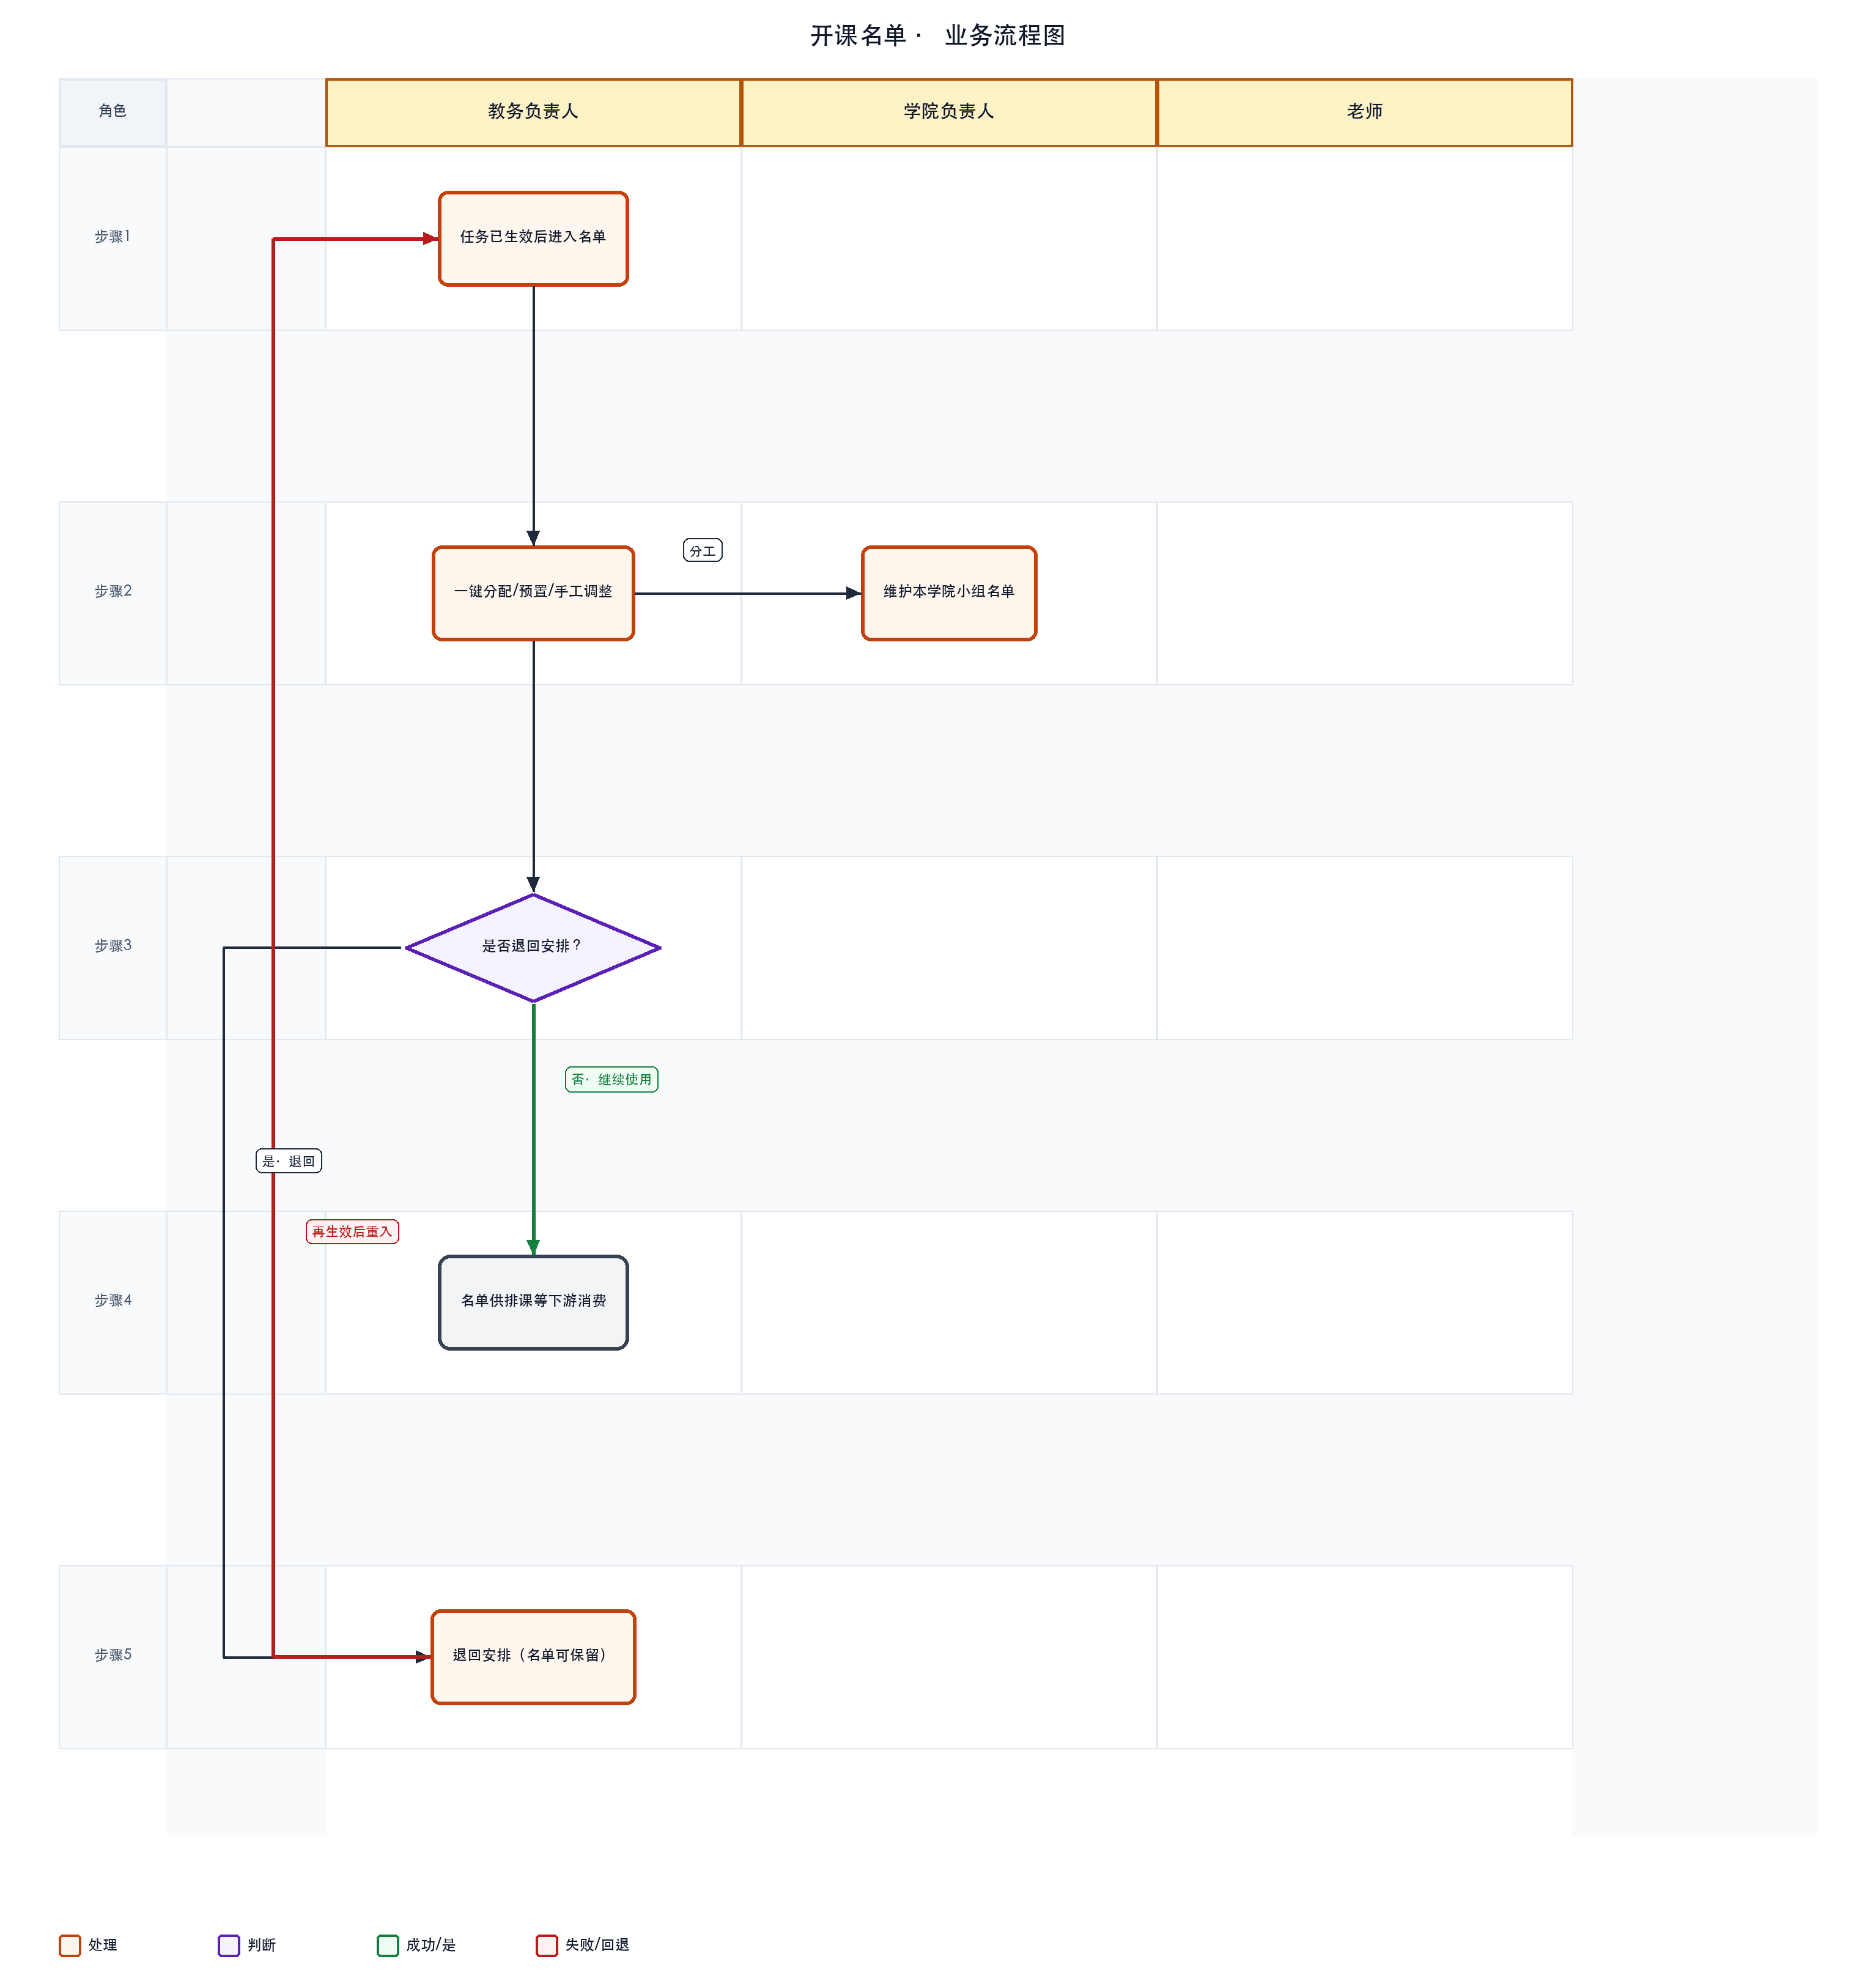 开课名单· 业务流程图
角色
教务负责人
学院负责人
老师
步骤1
任务已生效后进入名单
分工
步骤2
一键分配/预置/手工调整
维护本学院小组名单
步骤3
是否退回安排？
否· 继续使用
是· 退回
再生效后重入
步骤4
名单供排课等下游消费
步骤5
退回安排（名单可保留）
处理
判断
成功/是
失败/回退